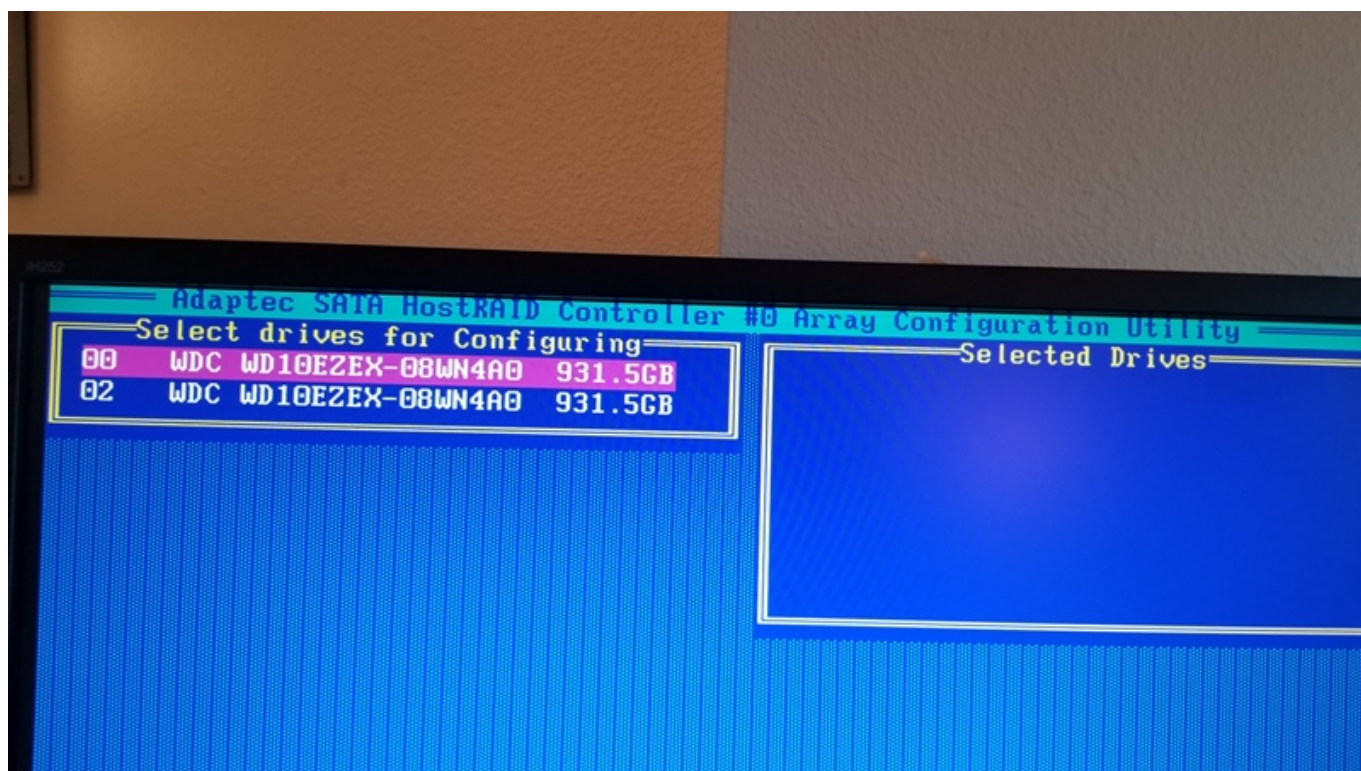 iH252
Adaptec SATA HostRAID Controller #0 Array Configuration Utility
Select drives for Configuring
00 WDC WD10EZEX-08WN4A0 931.5GB
02 WDC WD10EZEX-08WN4A0 931.5GB
Selected Drives